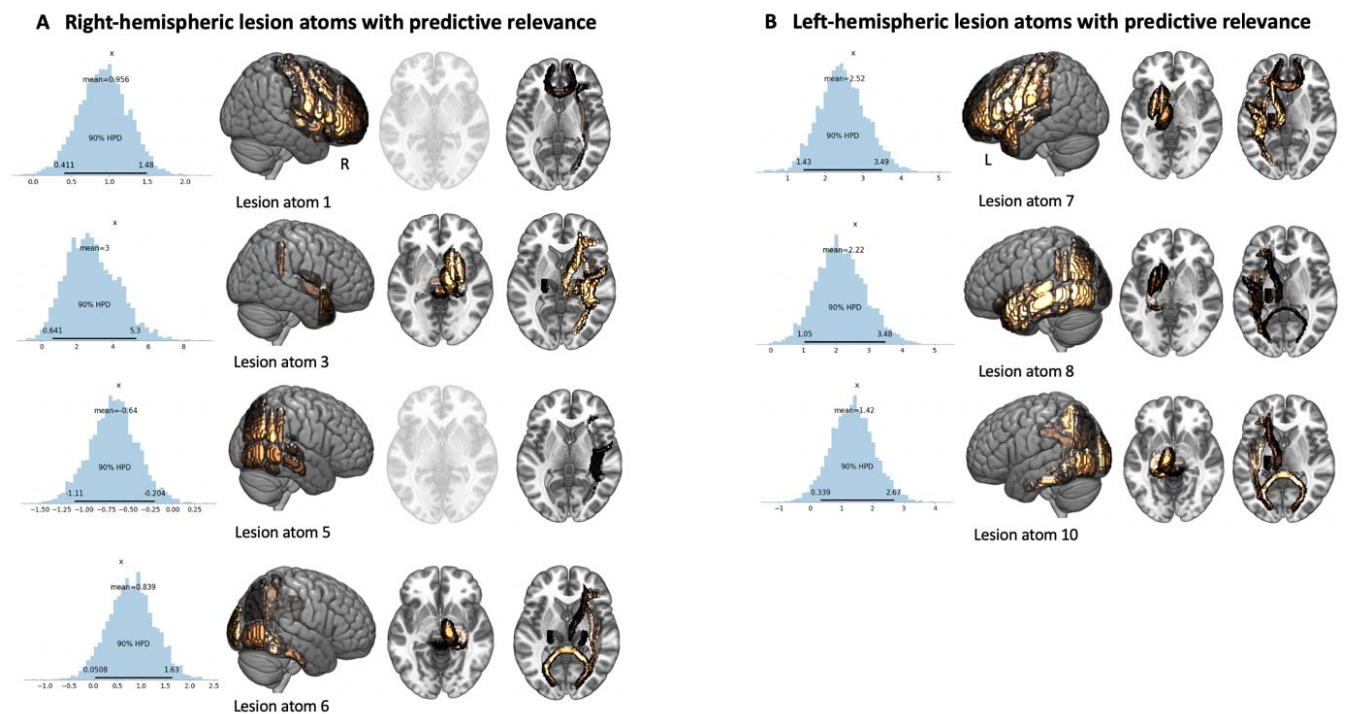 A Right-hemispheric lesion atoms with predictive relevance
x
mean=0.956
90% HPD
0.411 1.48
0.0 0.5 1.0 1.5 2.0
R
Lesion atom 1
x
mean=3
90% HPD
0.641 5.3
0 2 4 6 8
Lesion atom 3
x
mean=-0.64
90% HPD
-1.11 -0.204
−1.50 −1.25 −1.00 −0.75 −0.50 −0.25 0.00 0.25
Lesion atom 5
x
mean=0.839
90% HPD
0.0508 1.63
−1.0 −0.5 0.0 0.5 1.0 1.5 2.0 2.5
Lesion atom 6
B Left-hemispheric lesion atoms with predictive relevance
x
mean=2.52
90% HPD
1.43 3.49
1 2 3 4 5
L
Lesion atom 7
x
mean=2.22
90% HPD
1.05 3.48
0 1 2 3 4 5
Lesion atom 8
x
mean=1.42
90% HPD
0.339 2.67
−1 0 1 2 3 4
Lesion atom 10